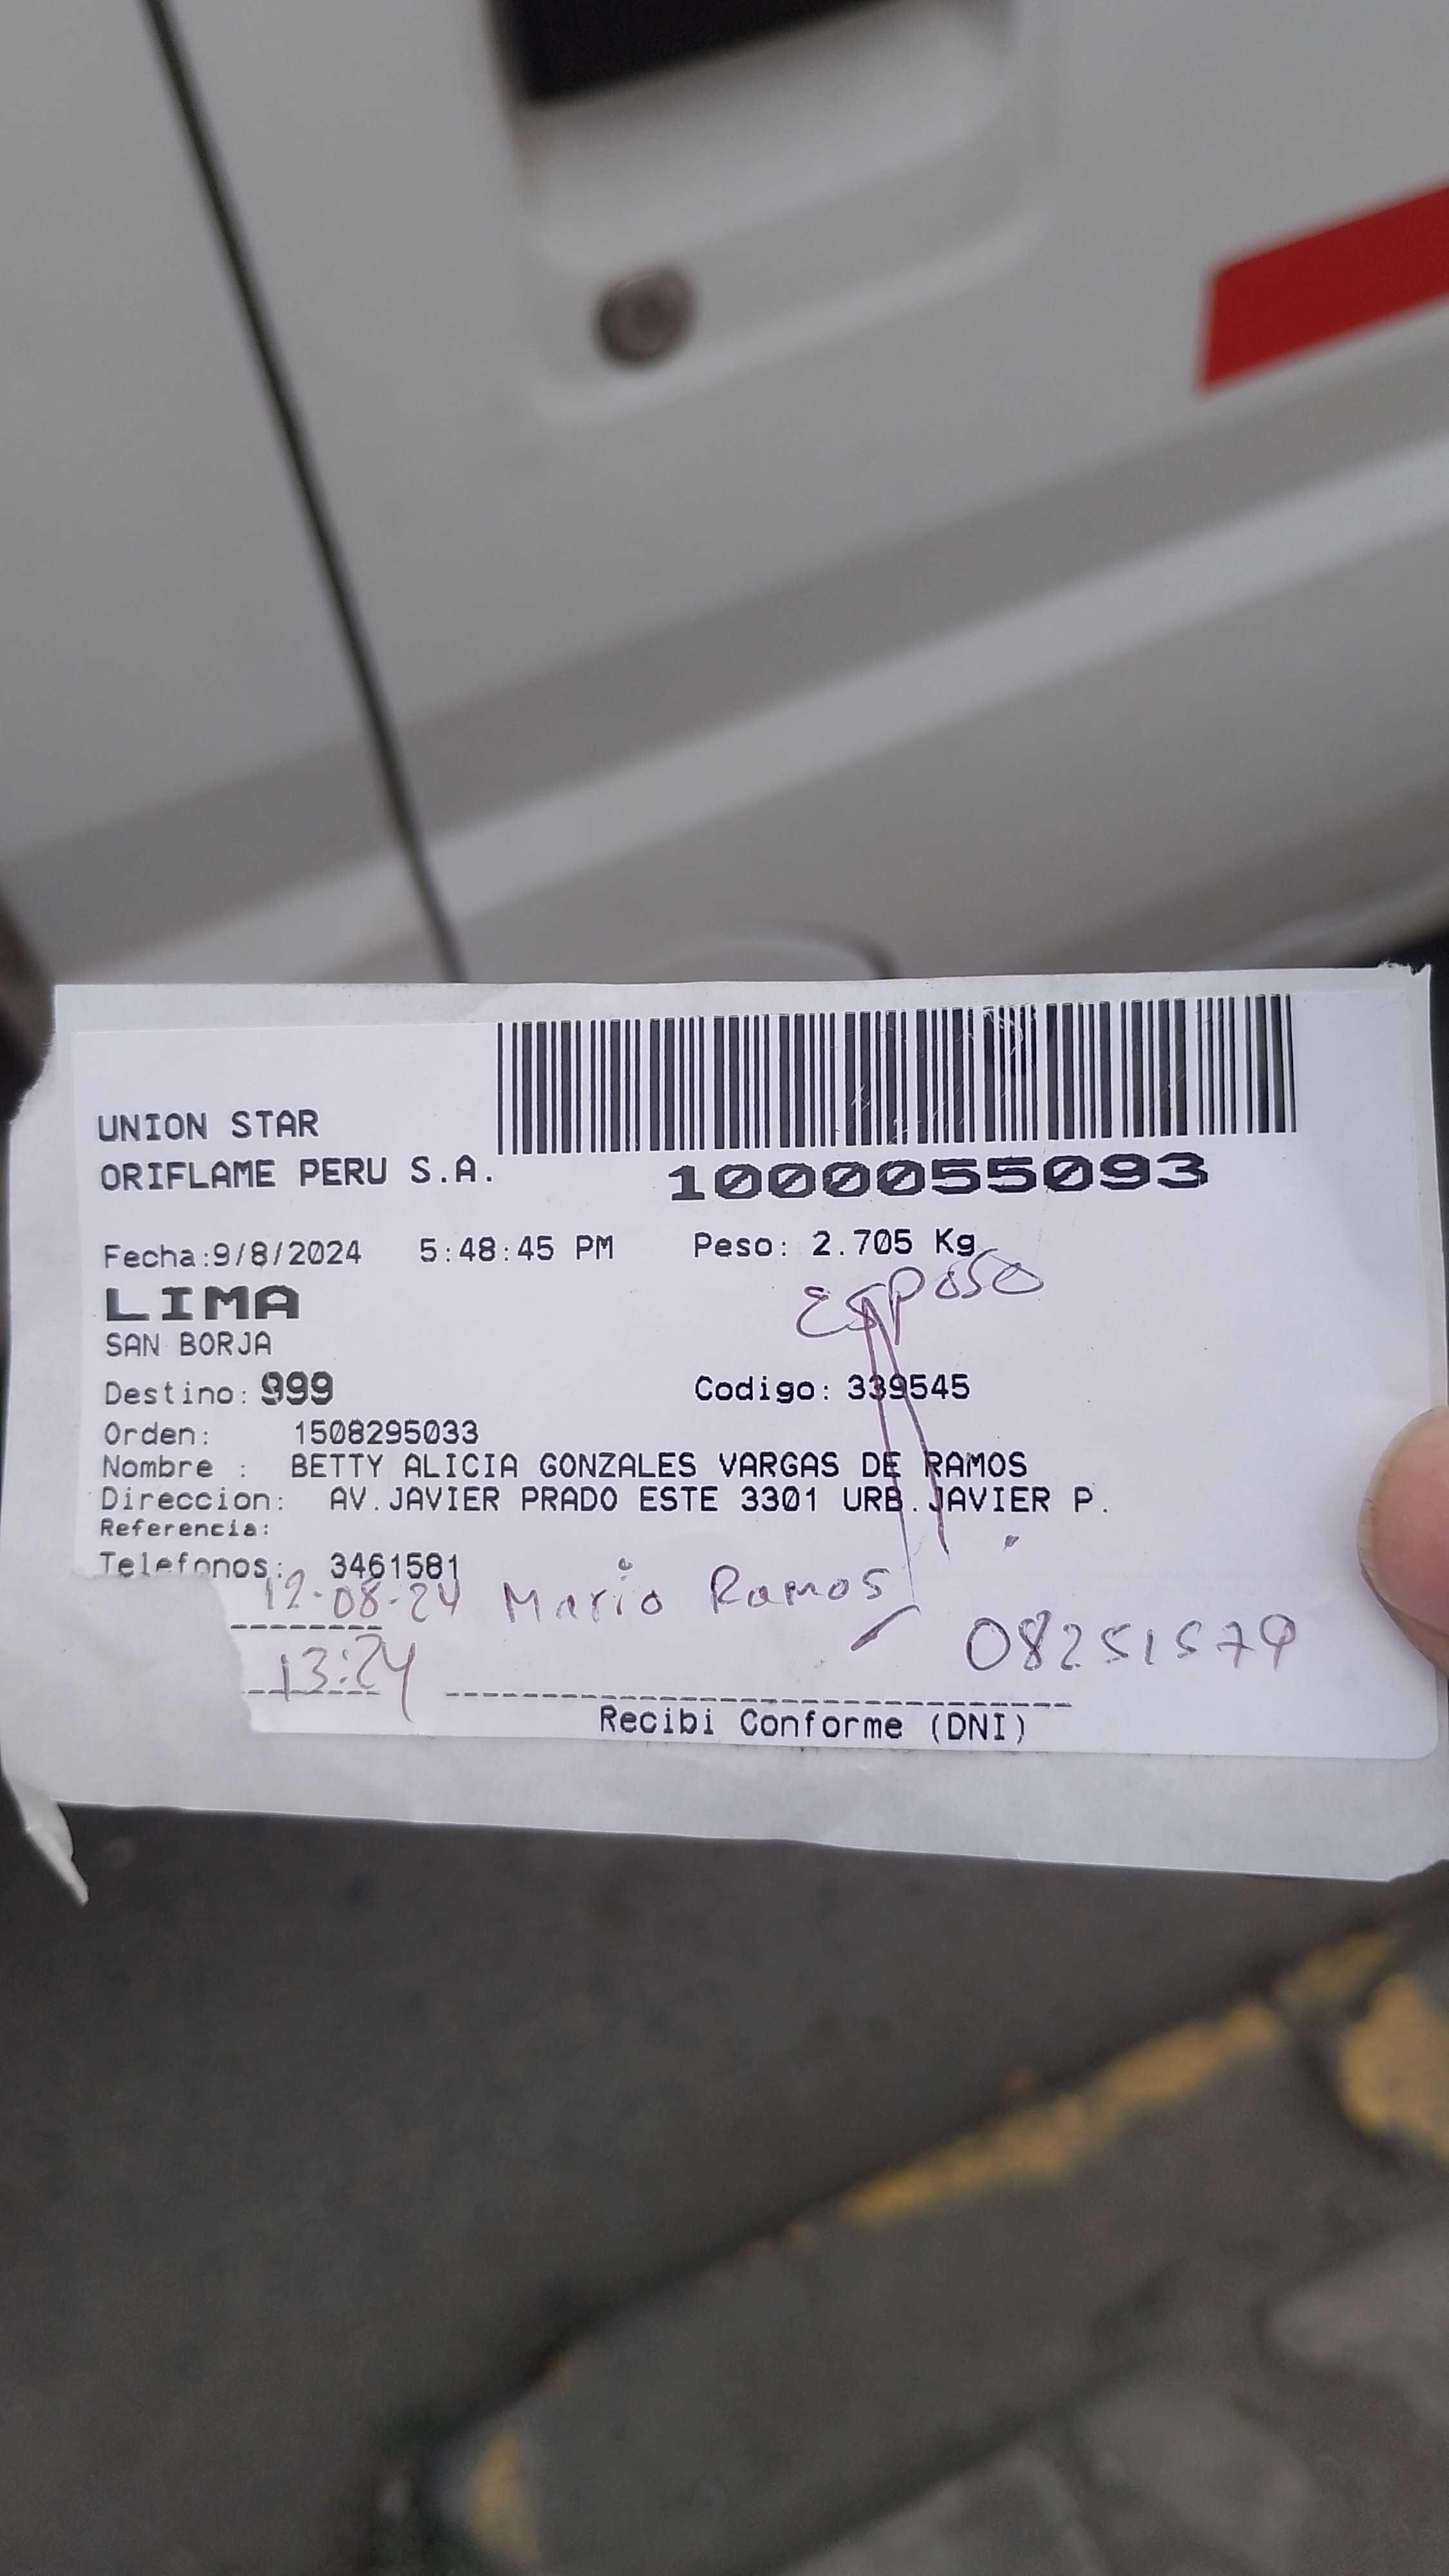 UNION STAR
ORIFLAME PERU S.A.
1000055093
Fecha:9/8/2024 5:48:45 PM Peso: 2.705 Kg
Esposo
LIMA
SAN BORJA
Destino: 999 Codigo: 339545
Orden: 1508295033
Nombre : BETTY ALICIA GONZALES VARGAS DE RAMOS
Direccion: AV.JAVIER PRADO ESTE 3301 URB.JAVIER P.
Referencia:
Telefonos: 3461581
12-08-24 Mario Ramos
08251579
13:24
Recibi Conforme (DNI)